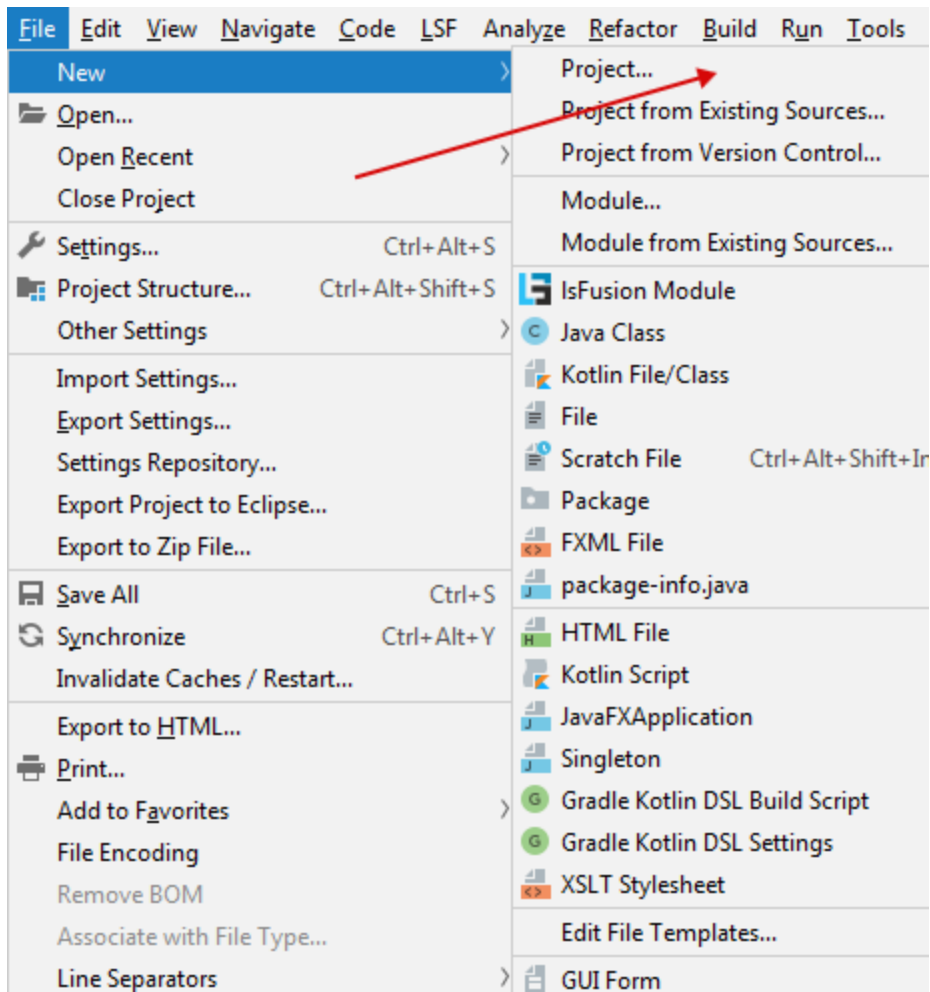 File Edit View Navigate Code LSF Analyze Refactor Build Run Tools
New
Open...
Open Recent
Close Project
Settings... Ctrl+Alt+S
Project Structure... Ctrl+Alt+Shift+S
Other Settings
Import Settings...
Export Settings...
Settings Repository...
Export Project to Eclipse...
Export to Zip File...
Save All Ctrl+S
Synchronize Ctrl+Alt+Y
Invalidate Caches / Restart...
Export to HTML...
Print...
Add to Favorites
File Encoding
Remove BOM
Associate with File Type...
Line Separators
Project...
Project from Existing Sources...
Project from Version Control...
Module...
Module from Existing Sources...
lsFusion Module
Java Class
Kotlin File/Class
File
Scratch File Ctrl+Alt+Shift+In
Package
FXML File
package-info.java
HTML File
Kotlin Script
JavaFXApplication
Singleton
Gradle Kotlin DSL Build Script
Gradle Kotlin DSL Settings
XSLT Stylesheet
Edit File Templates...
GUI Form